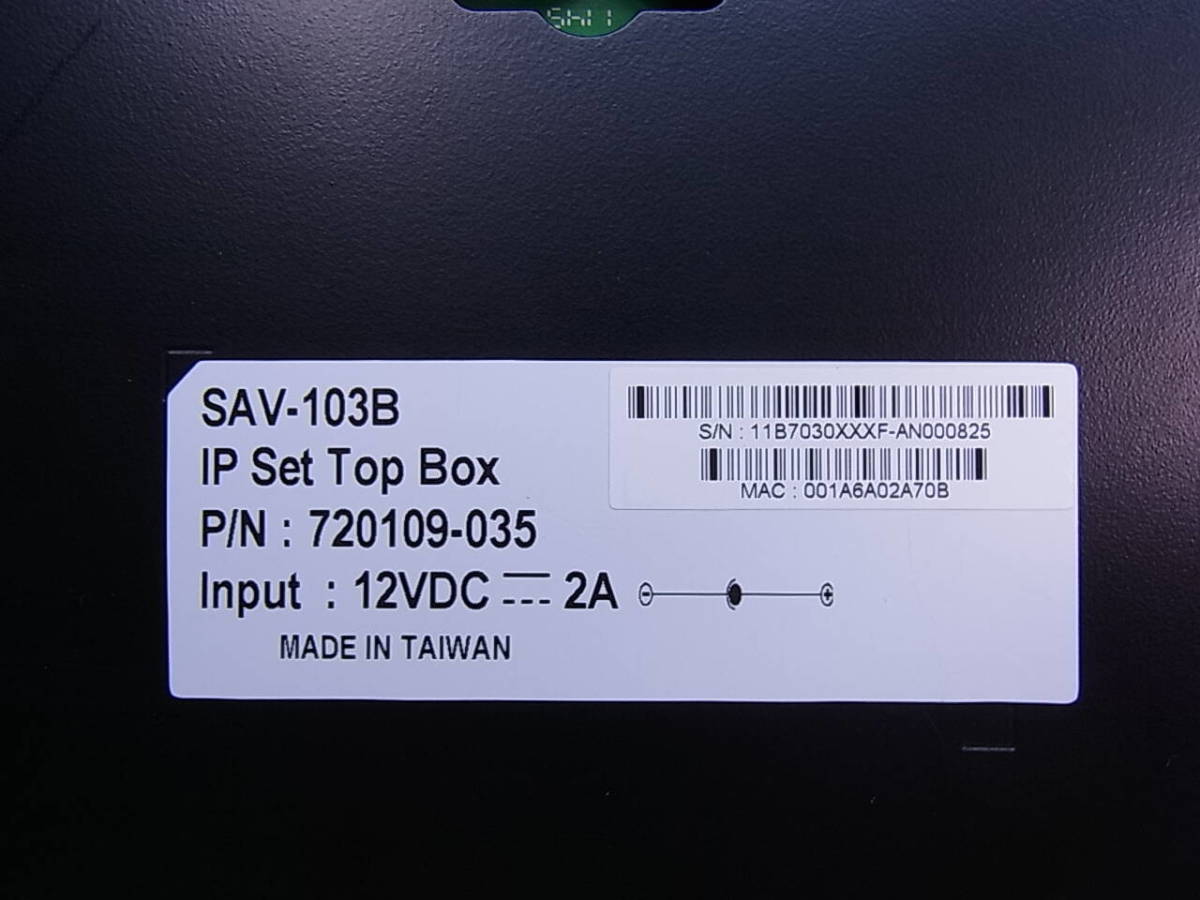 SAV-103B
IP Set Top Box
P/N : 720109-035
Input : 12VDC ⎓ 2A
MADE IN TAIWAN
S/N : 11B7030XXXF-AN000825
MAC : 001A6A02A70B